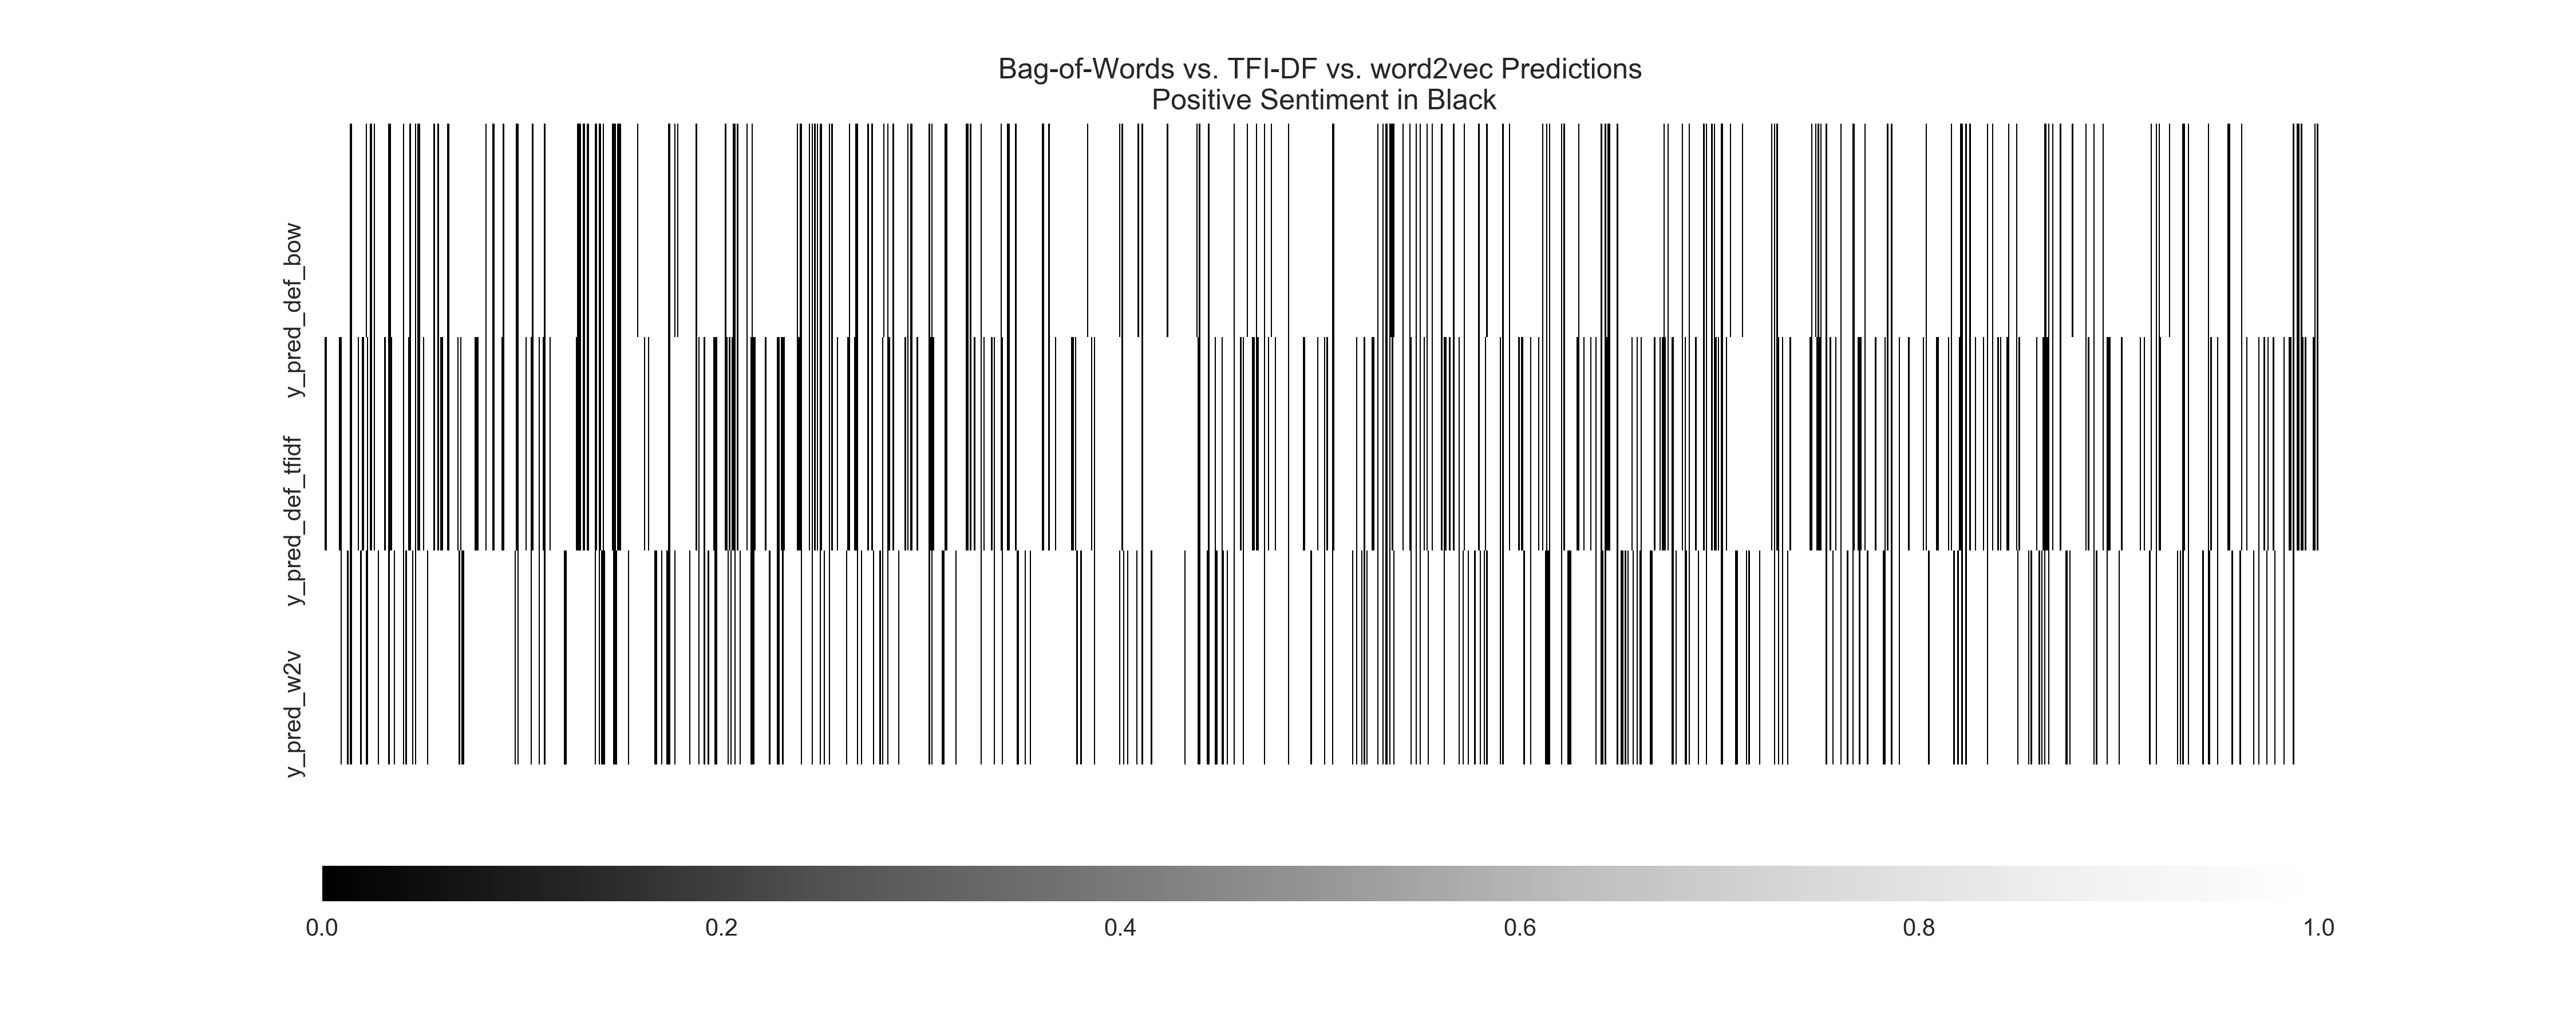 Bag-of-Words vs. TFI-DF vs. word2vec Predictions
Positive Sentiment in Black
y_pred_def_bow
y_pred_def_tfidf
y_pred_w2v
0.0 0.2 0.4 0.6 0.8 1.0